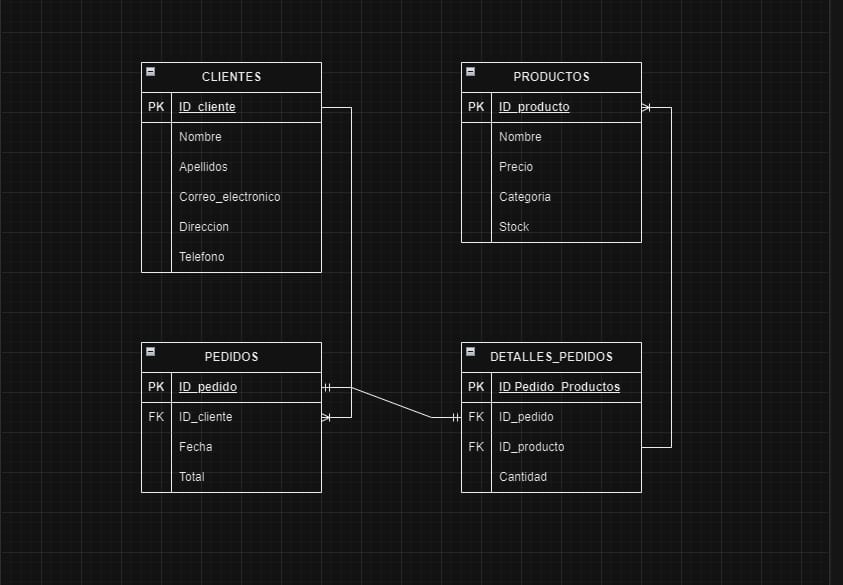 CLIENTES
PK ID_cliente
Nombre
Apellidos
Correo_electronico
Direccion
Telefono
PRODUCTOS
PK ID_producto
Nombre
Precio
Categoria
Stock
PEDIDOS
PK ID_pedido
FK ID_cliente
Fecha
Total
DETALLES_PEDIDOS
PK ID Pedido_Productos
FK ID_pedido
FK ID_producto
Cantidad